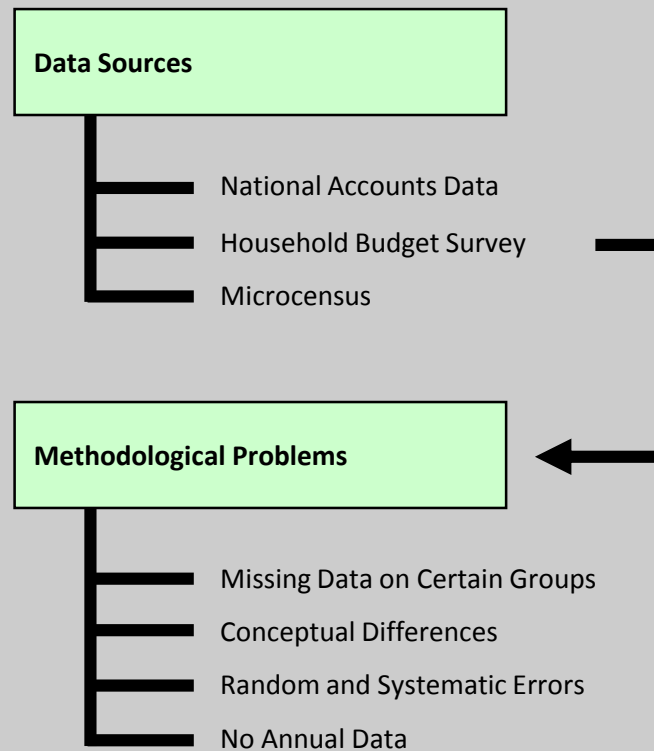 Data Sources
National Accounts Data
Household Budget Survey
Microcensus
Methodological Problems
Missing Data on Certain Groups
Conceptual Differences
Random and Systematic Errors
No Annual Data